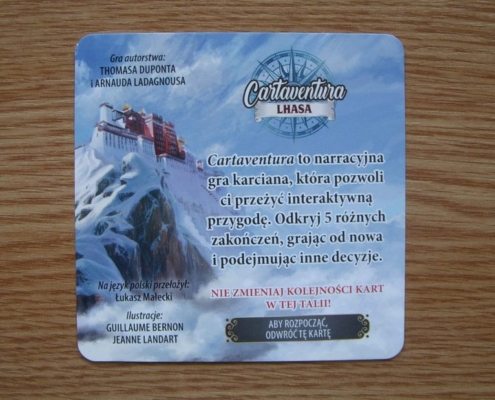 Gra autorstwa:
THOMASA DUPONTA
i ARNAUDA LADAGNOUSA
Cartaventura
LHASA
Cartaventura to narracyjna
gra karciana, która pozwoli
ci przeżyć interaktywną
przygodę. Odkryj 5 różnych
zakończeń, grając od nowa
i podejmując inne decyzje.
Na język polski przełożył:
Łukasz Małecki
Ilustracje:
GUILLAUME BERNON
JEANNE LANDART
NIE ZMIENIAJ KOLEJNOŚCI KART
W TEJ TALII!
ABY ROZPOCZĄĆ,
ODWRÓĆ TĘ KARTĘ